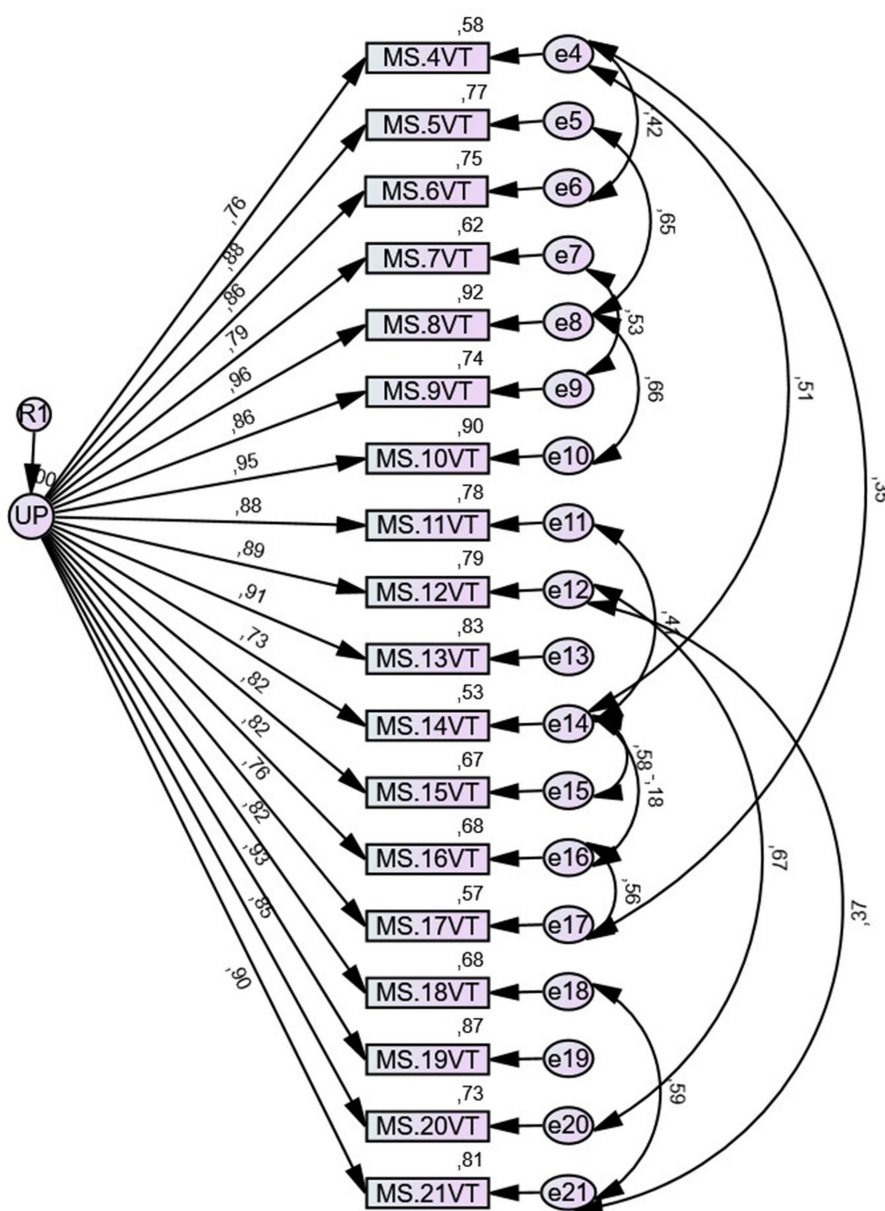 ,58
MS.4VT
e4
,77
MS.5VT
e5
,42
,75
MS.6VT
e6
,76
,62
MS.7VT
e7
,65
,88
,92
MS.8VT
e8
,53
,86
,74
MS.9VT
e9
,66
,51
,79
,90
MS.10VT
e10
,96
R1
,86
,95
,00
UP
,78
MS.11VT
e11
,35
,88
,79
MS.12VT
e12
,89
,83
MS.13VT
e13
,41
,91
,53
MS.14VT
e14
,73
,67
MS.15VT
e15
,58
-,18
,82
,68
MS.16VT
e16
,67
,82
,57
MS.17VT
e17
,56
,37
,76
,68
MS.18VT
e18
,82
,87
MS.19VT
e19
,93
,73
MS.20VT
e20
,59
,85
,81
MS.21VT
e21
,90